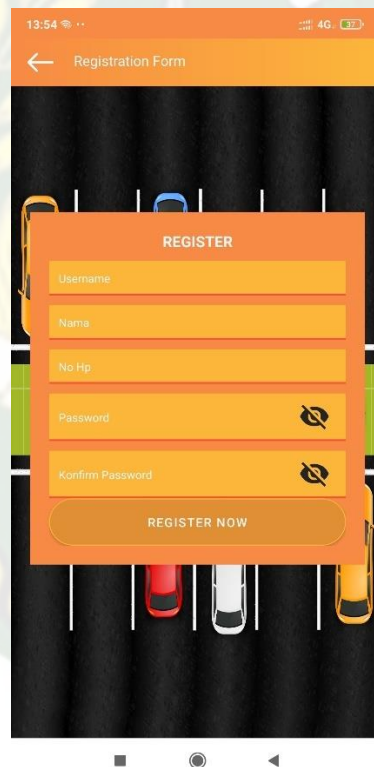 13:54
4G
Registration Form
REGISTER
Username
Nama
No Hp
Password
Konfirm Password
REGISTER NOW